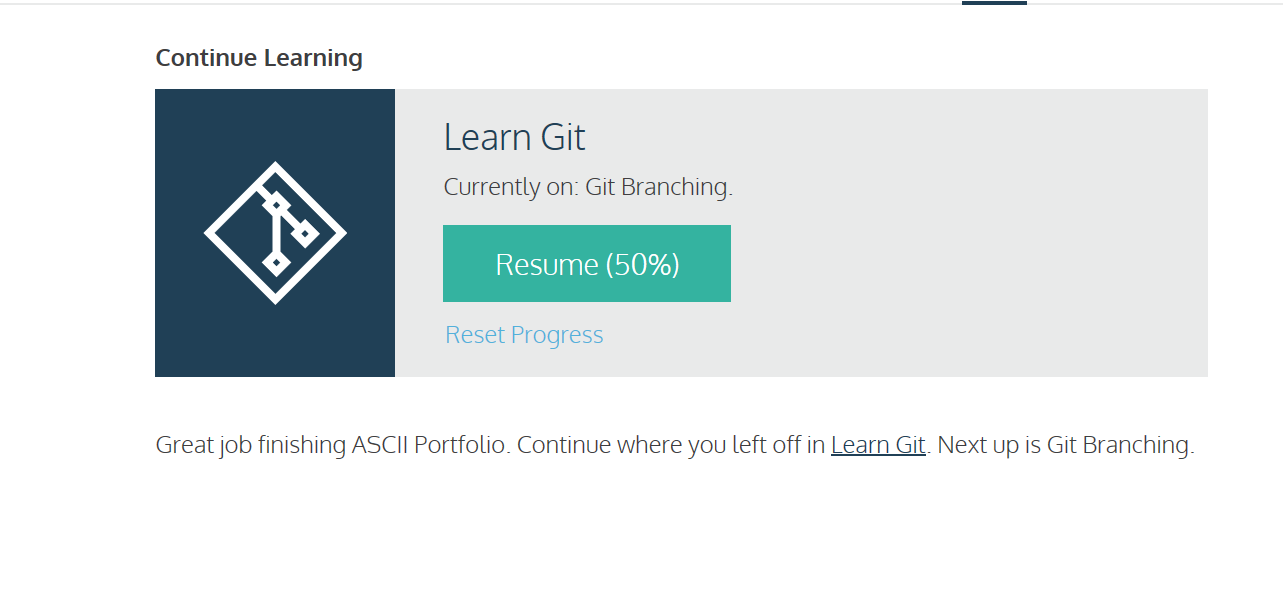 Continue Learning
Learn Git
Currently on: Git Branching.
Resume (50%)
Reset Progress
Great job finishing ASCII Portfolio. Continue where you left off in Learn Git. Next up is Git Branching.